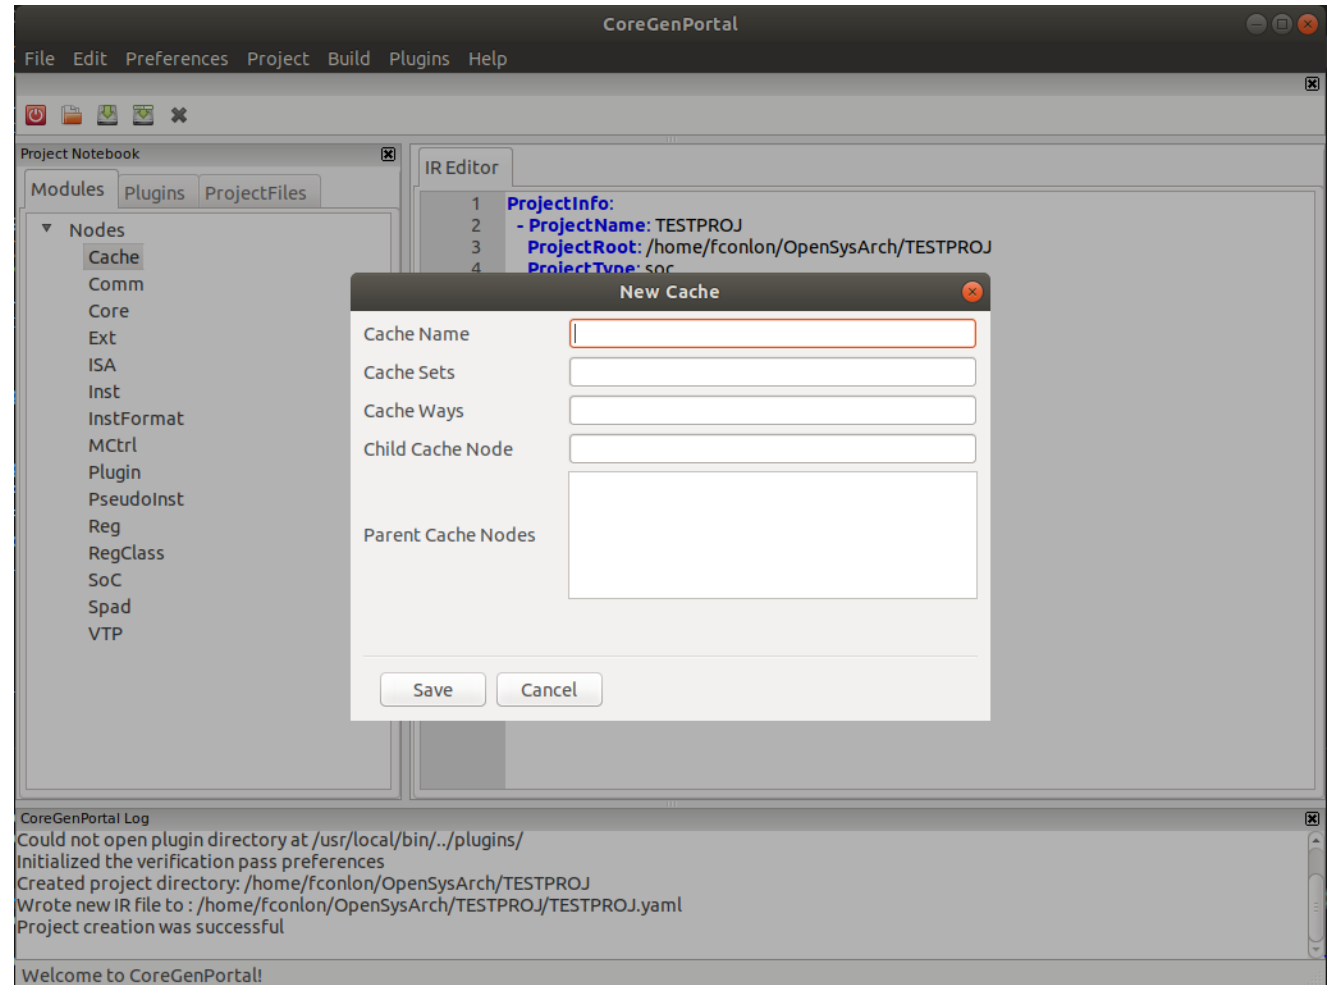 CoreGenPortal
File Edit Preferences Project Build Plugins Help
Project Notebook
Modules Plugins ProjectFiles
Nodes
Cache
Comm
Core
Ext
ISA
Inst
InstFormat
MCtrl
Plugin
PseudoInst
Reg
RegClass
SoC
Spad
VTP
IR Editor
1 ProjectInfo:
2 - ProjectName: TESTPROJ
3 ProjectRoot: /home/fconlon/OpenSysArch/TESTPROJ
4 ProjectType: soc
New Cache
Cache Name
Cache Sets
Cache Ways
Child Cache Node
Parent Cache Nodes
Save Cancel
CoreGenPortal Log
Could not open plugin directory at /usr/local/bin/../plugins/
Initialized the verification pass preferences
Created project directory: /home/fconlon/OpenSysArch/TESTPROJ
Wrote new IR file to : /home/fconlon/OpenSysArch/TESTPROJ/TESTPROJ.yaml
Project creation was successful
Welcome to CoreGenPortal!